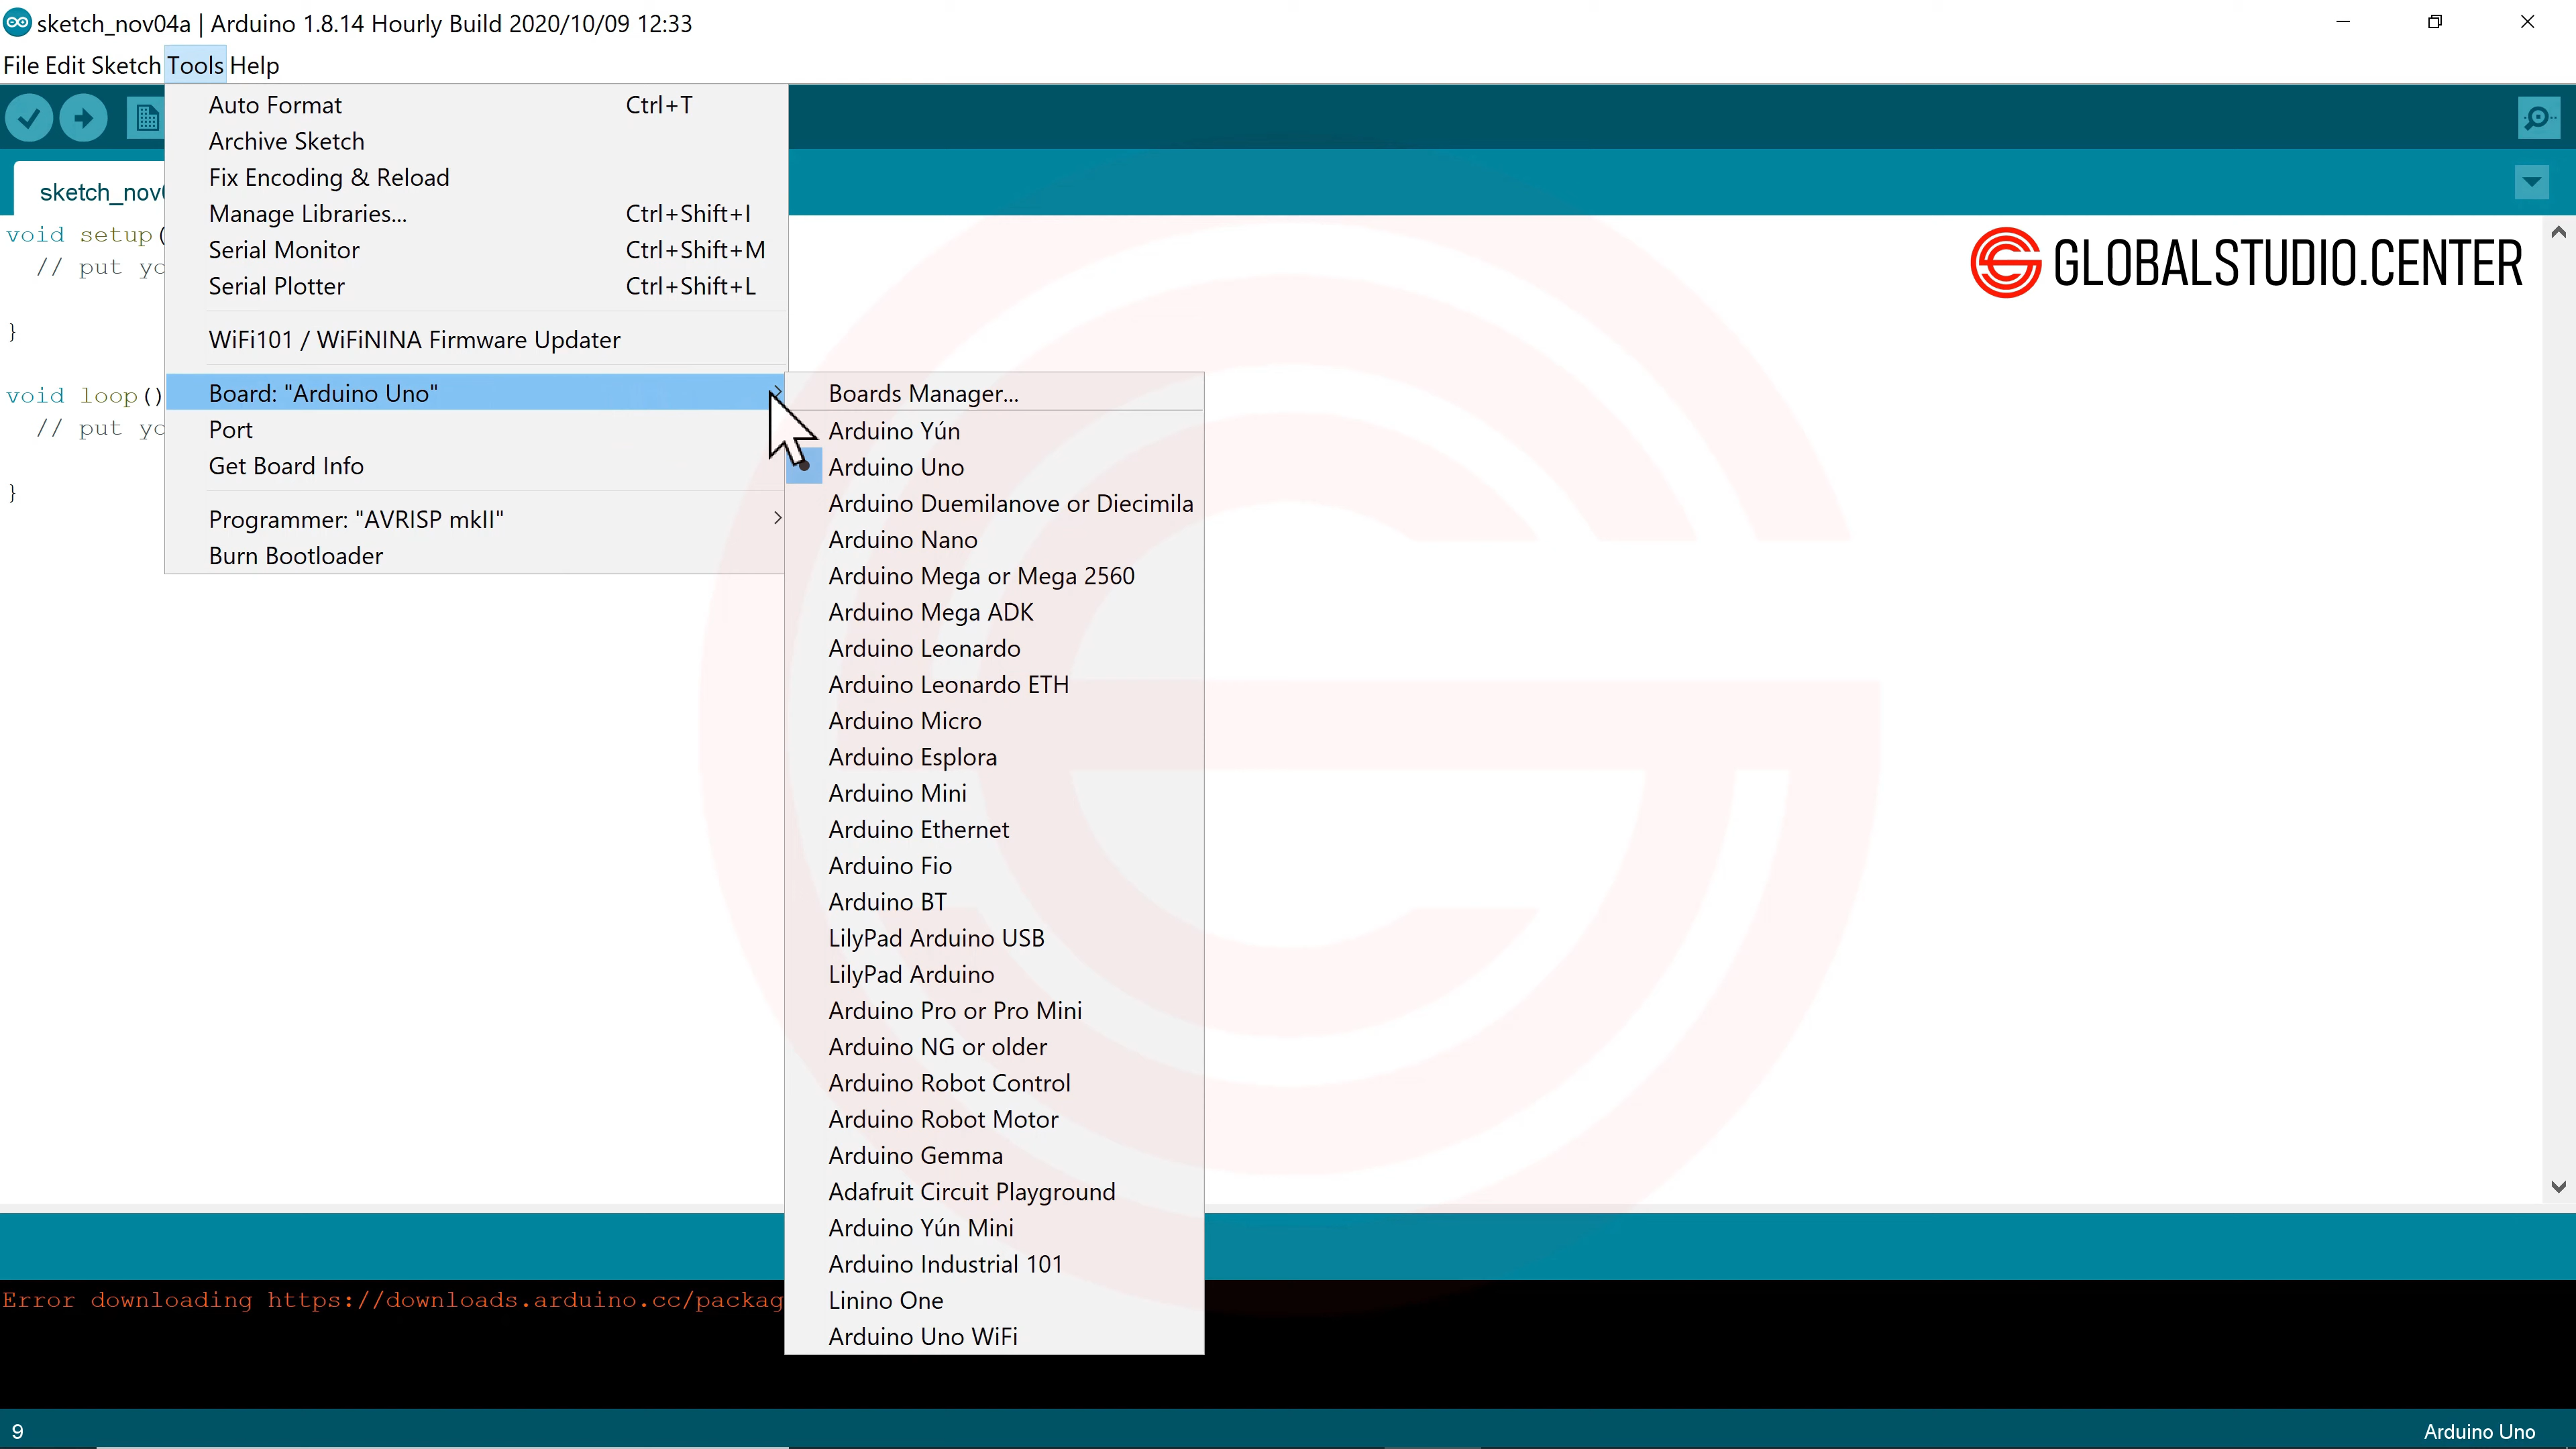 sketch_nov04a | Arduino 1.8.14 Hourly Build 2020/10/09 12:33
File Edit Sketch Tools Help
Auto Format Ctrl+T
Archive Sketch
Fix Encoding & Reload
Manage Libraries... Ctrl+Shift+I
Serial Monitor Ctrl+Shift+M
Serial Plotter Ctrl+Shift+L
WiFi101 / WiFiNINA Firmware Updater
Board: "Arduino Uno"
Port
Get Board Info
Programmer: "AVRISP mkII"
Burn Bootloader
sketch_nov
void setup(
// put yo
}
void loop()
// put yo
}
GLOBALSTUDIO.CENTER
Boards Manager...
Arduino Yún
Arduino Uno
Arduino Duemilanove or Diecimila
Arduino Nano
Arduino Mega or Mega 2560
Arduino Mega ADK
Arduino Leonardo
Arduino Leonardo ETH
Arduino Micro
Arduino Esplora
Arduino Mini
Arduino Ethernet
Arduino Fio
Arduino BT
LilyPad Arduino USB
LilyPad Arduino
Arduino Pro or Pro Mini
Arduino NG or older
Arduino Robot Control
Arduino Robot Motor
Arduino Gemma
Adafruit Circuit Playground
Arduino Yún Mini
Arduino Industrial 101
Linino One
Arduino Uno WiFi
Error downloading https://downloads.arduino.cc/packag
9
Arduino Uno